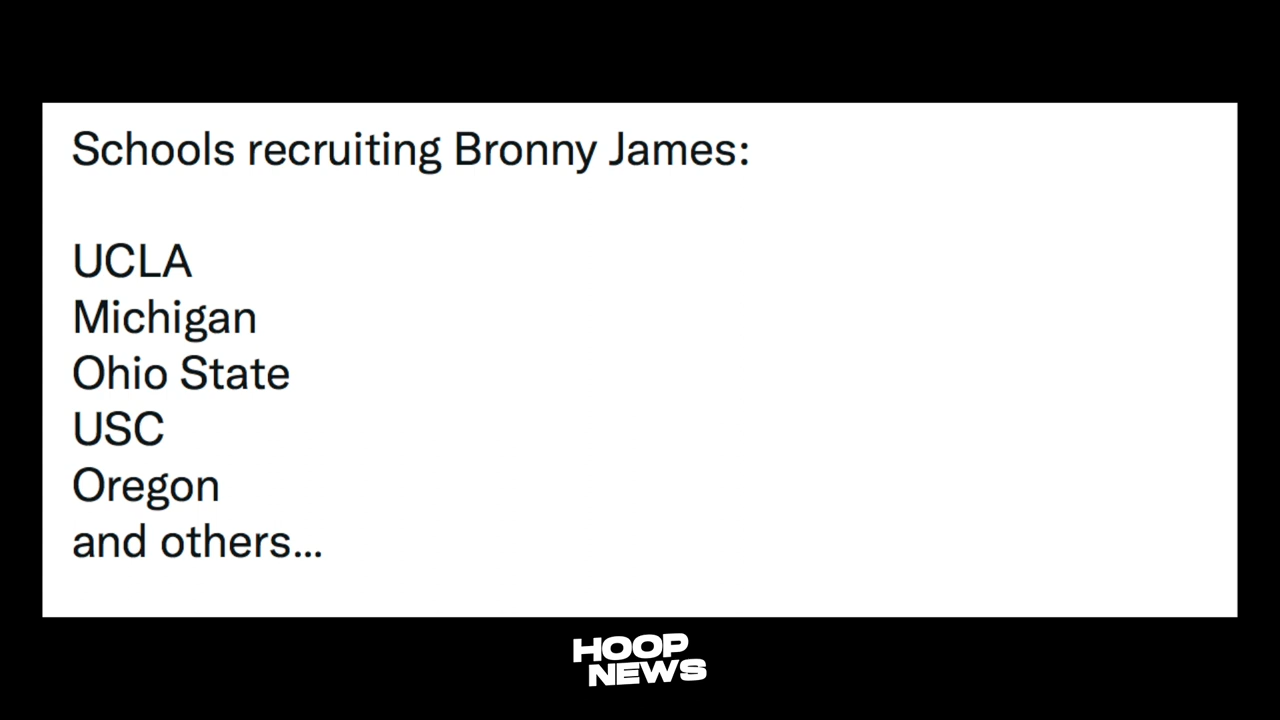 Schools recruiting Bronny James:
UCLA
Michigan
Ohio State
USC
Oregon
and others...
HOOP
NEWS